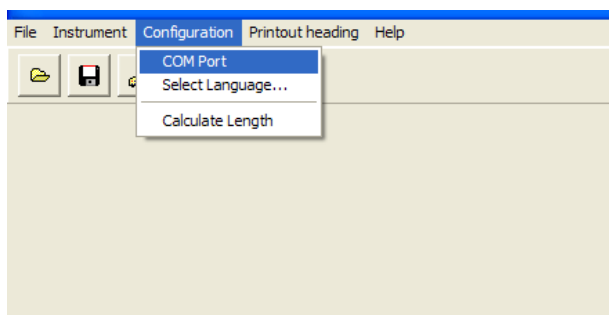 File Instrument Configuration Printout heading Help
COM Port
Select Language...
Calculate Length